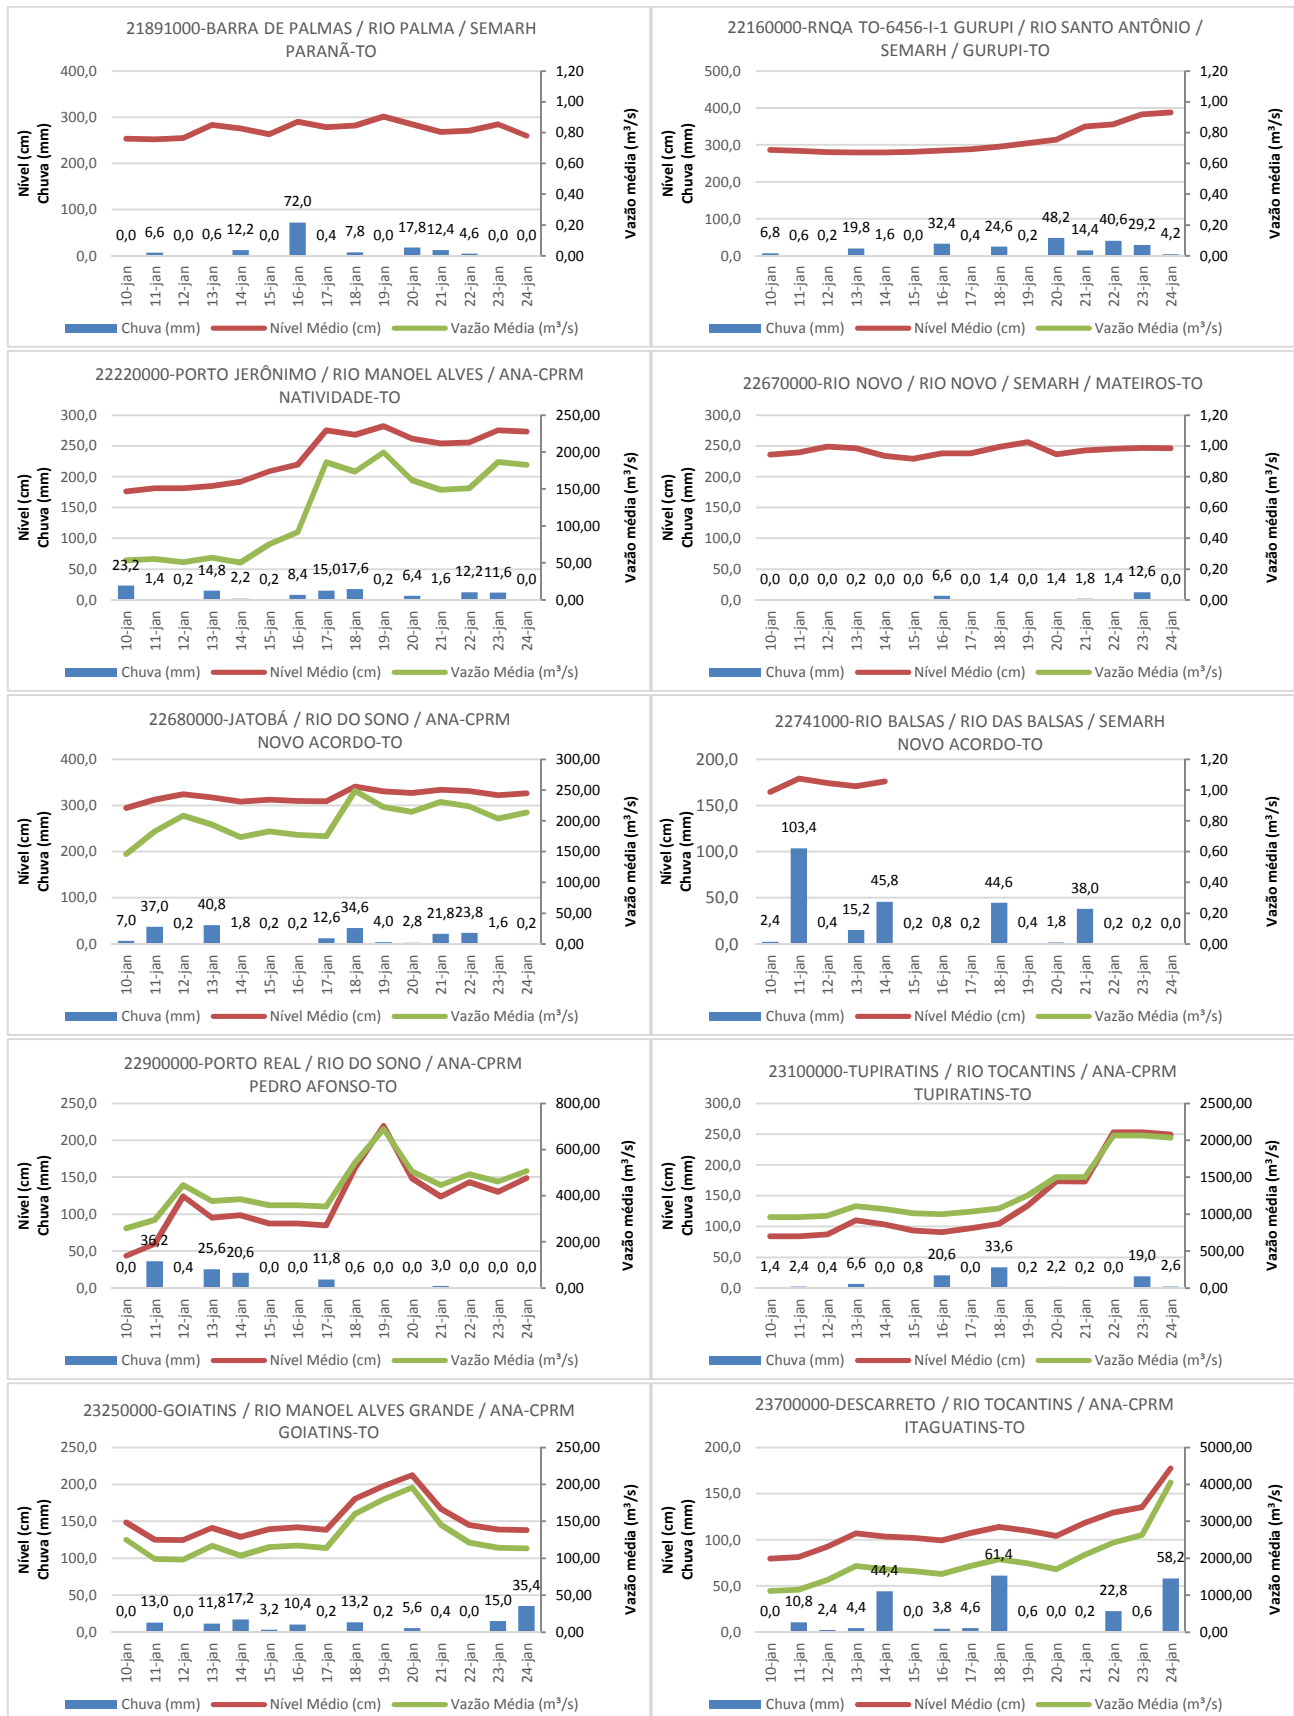 21891000-BARRA DE PALMAS / RIO PALMA / SEMARH
PARANÃ-TO
400,0
300,0
200,0
100,0
0,0
Nível (cm)
Chuva (mm)
1,20
1,00
0,80
0,60
0,40
0,20
0,00
Vazão média (m³/s)
0,0 6,6 0,0 0,6 12,2 0,0 72,0 0,4 7,8 0,0 17,8 12,4 4,6 0,0 0,0
10-jan 11-jan 12-jan 13-jan 14-jan 15-jan 16-jan 17-jan 18-jan 19-jan 20-jan 21-jan 22-jan 23-jan 24-jan
Chuva (mm) Nível Médio (cm) Vazão Média (m³/s)
22160000-RNQA TO-6456-I-1 GURUPI / RIO SANTO ANTÔNIO /
SEMARH / GURUPI-TO
500,0
400,0
300,0
200,0
100,0
0,0
Nível (cm)
Chuva (mm)
1,20
1,00
0,80
0,60
0,40
0,20
0,00
Vazão média (m³/s)
6,8 0,6 0,2 19,8 1,6 0,0 32,4 0,4 24,6 0,2 48,2 14,4 40,6 29,2 4,2
10-jan 11-jan 12-jan 13-jan 14-jan 15-jan 16-jan 17-jan 18-jan 19-jan 20-jan 21-jan 22-jan 23-jan 24-jan
Chuva (mm) Nível Médio (cm) Vazão Média (m³/s)
22220000-PORTO JERÔNIMO / RIO MANOEL ALVES / ANA-CPRM
NATIVIDADE-TO
300,0
250,0
200,0
150,0
100,0
50,0
0,0
Nível (cm)
Chuva (mm)
250,00
200,00
150,00
100,00
50,00
0,00
Vazão média (m³/s)
23,2 1,4 0,2 14,8 2,2 0,2 8,4 15,0 17,6 0,2 6,4 1,6 12,2 11,6 0,0
10-jan 11-jan 12-jan 13-jan 14-jan 15-jan 16-jan 17-jan 18-jan 19-jan 20-jan 21-jan 22-jan 23-jan 24-jan
Chuva (mm) Nível Médio (cm) Vazão Média (m³/s)
22670000-RIO NOVO / RIO NOVO / SEMARH / MATEIROS-TO
300,0
250,0
200,0
150,0
100,0
50,0
0,0
Nível (cm)
Chuva (mm)
1,20
1,00
0,80
0,60
0,40
0,20
0,00
Vazão média (m³/s)
0,0 0,0 0,0 0,2 0,0 0,0 6,6 0,0 1,4 0,0 1,4 1,8 1,4 12,6 0,0
10-jan 11-jan 12-jan 13-jan 14-jan 15-jan 16-jan 17-jan 18-jan 19-jan 20-jan 21-jan 22-jan 23-jan 24-jan
Chuva (mm) Nível Médio (cm) Vazão Média (m³/s)
22680000-JATOBÁ / RIO DO SONO / ANA-CPRM
NOVO ACORDO-TO
400,0
300,0
200,0
100,0
0,0
Nível (cm)
Chuva (mm)
300,00
250,00
200,00
150,00
100,00
50,00
0,00
Vazão média (m³/s)
7,0 37,0 0,2 40,8 1,8 0,2 0,2 12,6 34,6 4,0 2,8 21,8 23,8 1,6 0,2
10-jan 11-jan 12-jan 13-jan 14-jan 15-jan 16-jan 17-jan 18-jan 19-jan 20-jan 21-jan 22-jan 23-jan 24-jan
Chuva (mm) Nível Médio (cm) Vazão Média (m³/s)
22741000-RIO BALSAS / RIO DAS BALSAS / SEMARH
NOVO ACORDO-TO
200,0
150,0
100,0
50,0
0,0
Nível (cm)
Chuva (mm)
1,20
1,00
0,80
0,60
0,40
0,20
0,00
Vazão média (m³/s)
2,4 103,4 0,4 15,2 45,8 0,2 0,8 0,2 44,6 0,4 1,8 38,0 0,2 0,2 0,0
10-jan 11-jan 12-jan 13-jan 14-jan 15-jan 16-jan 17-jan 18-jan 19-jan 20-jan 21-jan 22-jan 23-jan 24-jan
Chuva (mm) Nível Médio (cm) Vazão Média (m³/s)
22900000-PORTO REAL / RIO DO SONO / ANA-CPRM
PEDRO AFONSO-TO
250,0
200,0
150,0
100,0
50,0
0,0
Nível (cm)
Chuva (mm)
800,00
600,00
400,00
200,00
0,00
Vazão média (m³/s)
0,0 36,2 0,4 25,6 20,6 0,0 0,0 11,8 0,6 0,0 0,0 3,0 0,0 0,0 0,0
10-jan 11-jan 12-jan 13-jan 14-jan 15-jan 16-jan 17-jan 18-jan 19-jan 20-jan 21-jan 22-jan 23-jan 24-jan
Chuva (mm) Nível Médio (cm) Vazão Média (m³/s)
23100000-TUPIRATINS / RIO TOCANTINS / ANA-CPRM
TUPIRATINS-TO
300,0
250,0
200,0
150,0
100,0
50,0
0,0
Nível (cm)
Chuva (mm)
2500,00
2000,00
1500,00
1000,00
500,00
0,00
Vazão média (m³/s)
1,4 2,4 0,4 6,6 0,0 0,8 20,6 0,0 33,6 0,2 2,2 0,2 0,0 19,0 2,6
10-jan 11-jan 12-jan 13-jan 14-jan 15-jan 16-jan 17-jan 18-jan 19-jan 20-jan 21-jan 22-jan 23-jan 24-jan
Chuva (mm) Nível Médio (cm) Vazão Média (m³/s)
23250000-GOIATINS / RIO MANOEL ALVES GRANDE / ANA-CPRM
GOIATINS-TO
250,0
200,0
150,0
100,0
50,0
0,0
Nível (cm)
Chuva (mm)
250,00
200,00
150,00
100,00
50,00
0,00
Vazão média (m³/s)
0,0 13,0 0,0 11,8 17,2 3,2 10,4 0,2 13,2 0,2 5,6 0,4 0,0 15,0 35,4
10-jan 11-jan 12-jan 13-jan 14-jan 15-jan 16-jan 17-jan 18-jan 19-jan 20-jan 21-jan 22-jan 23-jan 24-jan
Chuva (mm) Nível Médio (cm) Vazão Média (m³/s)
23700000-DESCARRETO / RIO TOCANTINS / ANA-CPRM
ITAGUATINS-TO
200,0
150,0
100,0
50,0
0,0
Nível (cm)
Chuva (mm)
5000,00
4000,00
3000,00
2000,00
1000,00
0,00
Vazão média (m³/s)
0,0 10,8 2,4 4,4 44,4 0,0 3,8 4,6 61,4 0,6 0,0 0,2 22,8 0,6 58,2
10-jan 11-jan 12-jan 13-jan 14-jan 15-jan 16-jan 17-jan 18-jan 19-jan 20-jan 21-jan 22-jan 23-jan 24-jan
Chuva (mm) Nível Médio (cm) Vazão Média (m³/s)